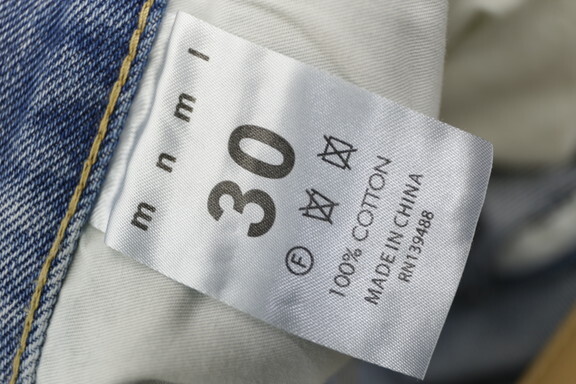 mnml
30
F
100% COTTON
MADE IN CHINA
RN139488